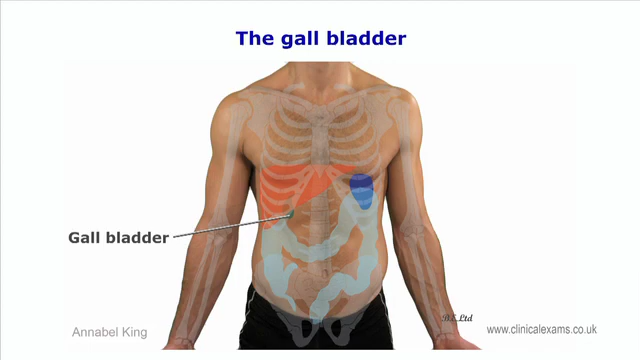 The gall bladder
Gall bladder
Annabel King
www.clinicalexams.co.uk